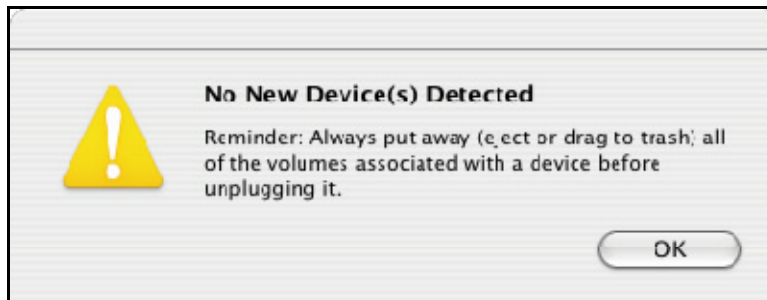 No New Device(s) Detected
Reminder: Always put away (eject or drag to trash) all
of the volumes associated with a device before
unplugging it.
OK